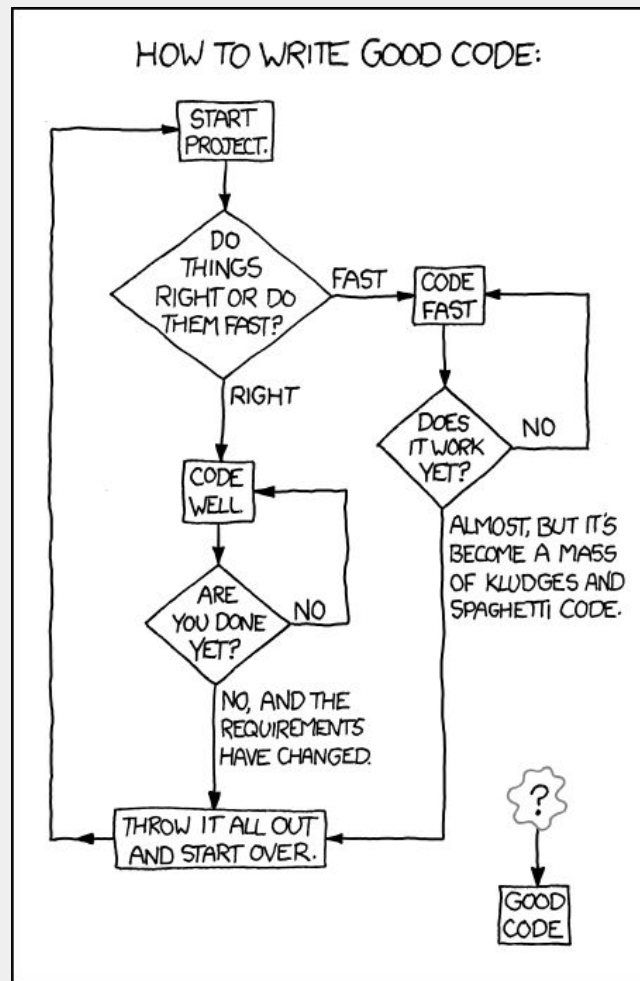 HOW TO WRITE GOOD CODE:
START
PROJECT.
DO
THINGS
RIGHT OR DO
THEM FAST?
FAST
CODE
FAST
RIGHT
DOES
IT WORK
YET?
NO
CODE
WELL
ALMOST, BUT IT'S
BECOME A MASS
OF KLUDGES AND
SPAGHETTI CODE.
ARE
YOU DONE
YET?
NO
NO, AND THE
REQUIREMENTS
HAVE CHANGED.
THROW IT ALL OUT
AND START OVER.
?
GOOD
CODE